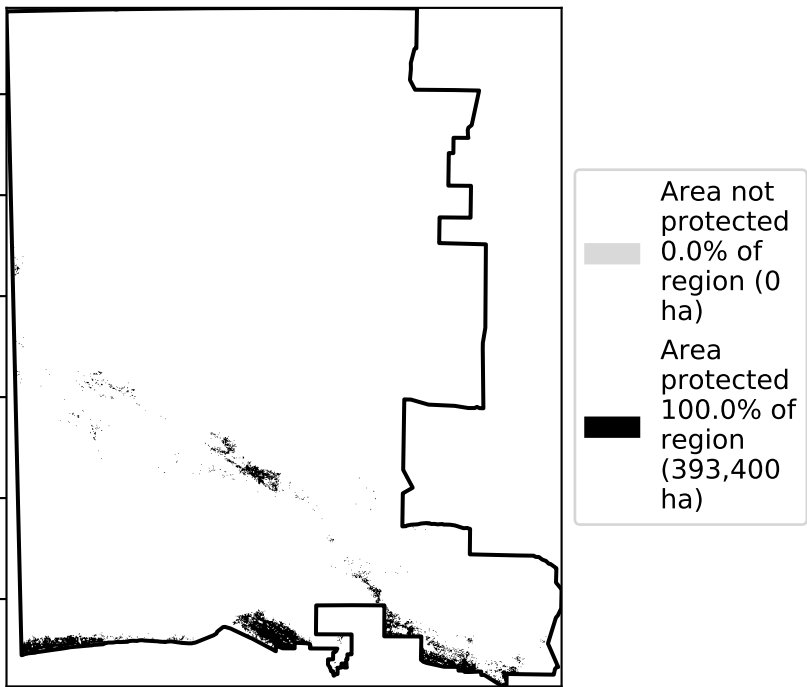 Area not
protected
0.0% of
region (0
ha)
Area
protected
100.0% of
region
(393,400
ha)